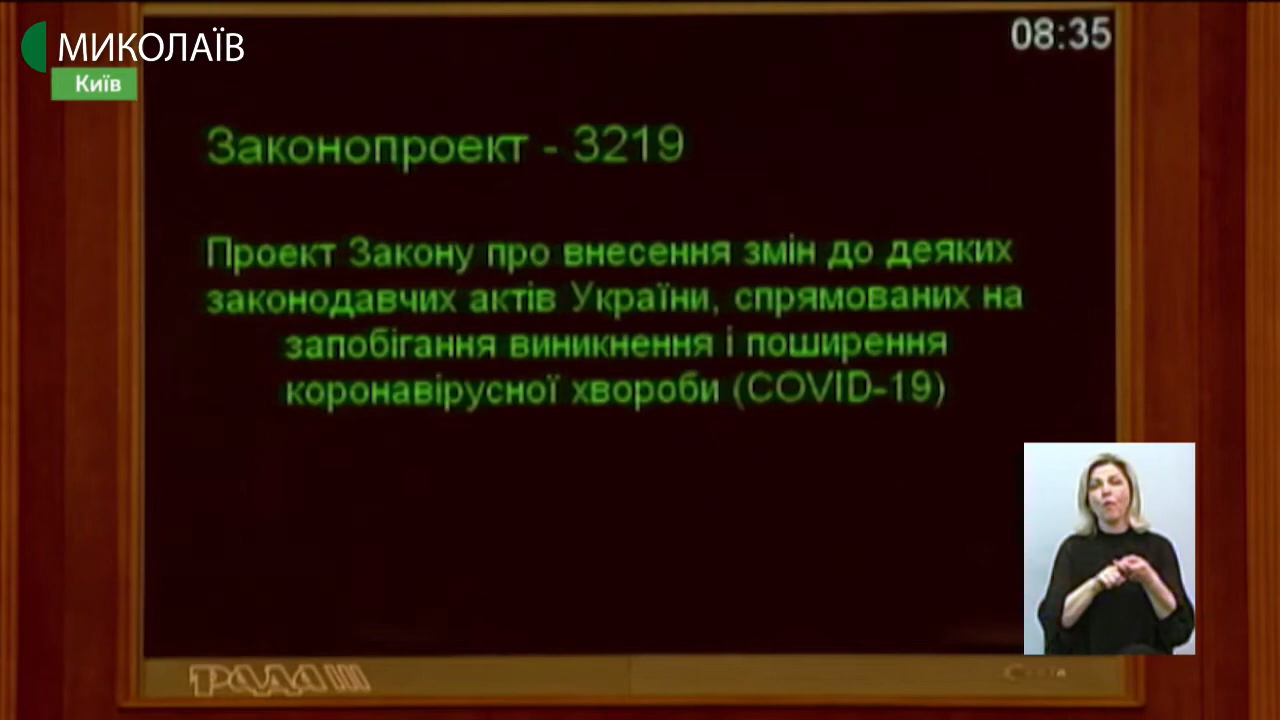 МИКОЛАЇВ
Київ
08:35
Законопроект - 3219
Проект Закону про внесення змін до деяких
законодавчих актів України, спрямованих на
запобігання виникнення і поширення
коронавірусної хвороби (COVID-19)
РАДА III